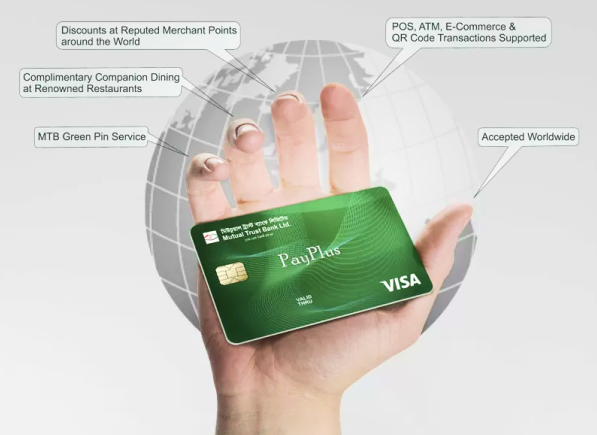 Discounts at Reputed Merchant Points
around the World
POS, ATM, E-Commerce &
QR Code Transactions Supported
Complimentary Companion Dining
at Renowned Restaurants
MTB Green Pin Service
Accepted Worldwide
মিউচুয়াল ট্রাস্ট ব্যাংক লিমিটেড
Mutual Trust Bank Ltd.
PayPlus
VALID
THRU
VISA